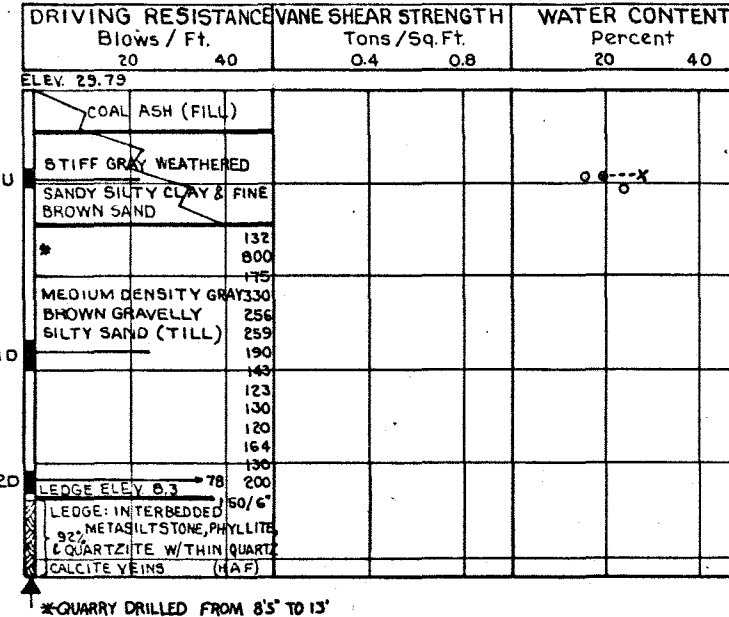 DRIVING RESISTANCE VANE SHEAR STRENGTH WATER CONTENT
Blows / Ft. Tons/Sq.Ft. Percent
20 40 0.4 0.8 20 40
ELEV. 29.79
COAL ASH (FILL)
STIFF GRAY WEATHERED
U
SANDY SILTY CLAY & FINE
BROWN SAND
132
* 800
175
MEDIUM DENSITY GRAY 330
BROWN GRAVELLY 256
SILTY SAND (TILL) 259
D 190
143
123
130
120
164
130
2D 78 200
LEDGE ELEV 8.3
150/6"
LEDGE: INTERBEDDED
92% METASILTSTONE, PHYLLITE
& QUARTZITE W/THIN QUARTZ
CALCITE VEINS (HAF)
*QUARRY DRILLED FROM 8'5" TO 13'